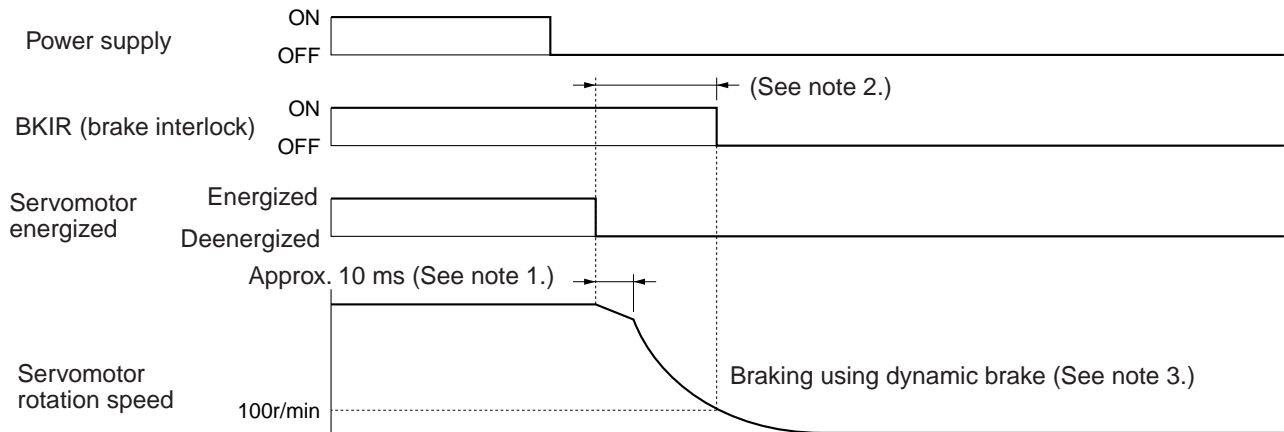 ON
Power supply
OFF
(See note 2.)
ON
BKIR (brake interlock)
OFF
Servomotor
energized
Energized
Deenergized
Approx. 10 ms (See note 1.)
Servomotor
rotation speed
Braking using dynamic brake (See note 3.)
100r/min